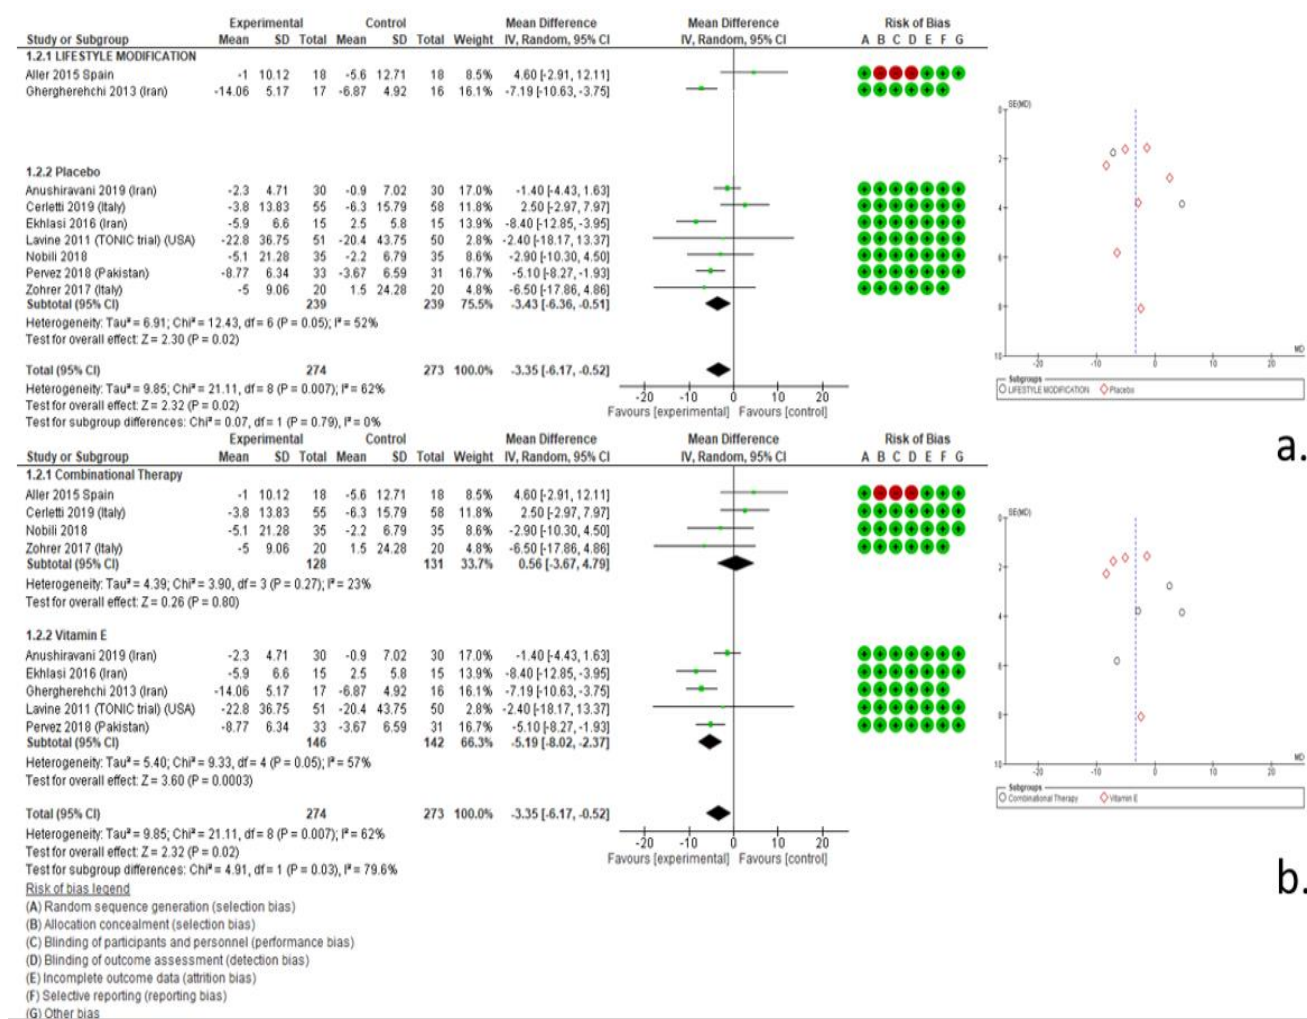 Experimental Control Mean Difference Mean Difference Risk of Bias
Study or Subgroup Mean SD Total Mean SD Total Weight IV, Random, 95% CI IV, Random, 95% CI A B C D E F G
1.2.1 LIFESTYLE MODIFICATION
Aller 2015 Spain -1 10.12 18 -5.6 12.71 18 8.5% 4.60 [-2.91, 12.11]
Ghergherehchi 2013 (Iran) -14.06 5.17 17 -6.87 4.92 16 16.1% -7.19 [-10.63, -3.75]
1.2.2 Placebo
Anushiravani 2019 (Iran) -2.3 4.71 30 -0.9 7.02 30 17.0% -1.40 [-4.43, 1.63]
Cerletti 2019 (Italy) -3.8 13.83 55 -6.3 15.79 58 11.8% 2.50 [-2.97, 7.97]
Ekhlasi 2016 (Iran) -5.9 6.6 15 2.5 5.8 15 13.9% -8.40 [-12.85, -3.95]
Lavine 2011 (TONIC trial) (USA) -22.8 36.75 51 -20.4 43.75 50 2.8% -2.40 [-18.17, 13.37]
Nobili 2018 -5.1 21.28 35 -2.2 6.79 35 8.6% -2.90 [-10.30, 4.50]
Pervez 2018 (Pakistan) -8.77 6.34 33 -3.67 6.59 31 16.7% -5.10 [-8.27, -1.93]
Zohrer 2017 (Italy) -5 9.06 20 1.5 24.28 20 4.8% -6.50 [-17.86, 4.86]
Subtotal (95% CI) 239 239 75.5% -3.43 [-6.36, -0.51]
Heterogeneity: Tau² = 6.91; Chi² = 12.43, df = 6 (P = 0.05); I² = 52%
Test for overall effect: Z = 2.30 (P = 0.02)
Total (95% CI) 274 273 100.0% -3.35 [-6.17, -0.52]
Heterogeneity: Tau² = 9.85; Chi² = 21.11, df = 8 (P = 0.007); I² = 62%
Test for overall effect: Z = 2.32 (P = 0.02)
Test for subgroup differences: Chi² = 0.07, df = 1 (P = 0.79), I² = 0%
-20 -10 0 10 20
Favours [experimental] Favours [control]
SE(MD)
0
2
4
6
8
10
-20 -10 0 10 20
MD
Subgroups
LIFESTYLE MODIFICATION Placebo
a.
Experimental Control Mean Difference Mean Difference Risk of Bias
Study or Subgroup Mean SD Total Mean SD Total Weight IV, Random, 95% CI IV, Random, 95% CI A B C D E F G
1.2.1 Combinational Therapy
Aller 2015 Spain -1 10.12 18 -5.6 12.71 18 8.5% 4.60 [-2.91, 12.11]
Cerletti 2019 (Italy) -3.8 13.83 55 -6.3 15.79 58 11.8% 2.50 [-2.97, 7.97]
Nobili 2018 -5.1 21.28 35 -2.2 6.79 35 8.6% -2.90 [-10.30, 4.50]
Zohrer 2017 (Italy) -5 9.06 20 1.5 24.28 20 4.8% -6.50 [-17.86, 4.86]
Subtotal (95% CI) 128 131 33.7% 0.56 [-3.67, 4.79]
Heterogeneity: Tau² = 4.39; Chi² = 3.90, df = 3 (P = 0.27); I² = 23%
Test for overall effect: Z = 0.26 (P = 0.80)
1.2.2 Vitamin E
Anushiravani 2019 (Iran) -2.3 4.71 30 -0.9 7.02 30 17.0% -1.40 [-4.43, 1.63]
Ekhlasi 2016 (Iran) -5.9 6.6 15 2.5 5.8 15 13.9% -8.40 [-12.85, -3.95]
Ghergherehchi 2013 (Iran) -14.06 5.17 17 -6.87 4.92 16 16.1% -7.19 [-10.63, -3.75]
Lavine 2011 (TONIC trial) (USA) -22.8 36.75 51 -20.4 43.75 50 2.8% -2.40 [-18.17, 13.37]
Pervez 2018 (Pakistan) -8.77 6.34 33 -3.67 6.59 31 16.7% -5.10 [-8.27, -1.93]
Subtotal (95% CI) 146 142 66.3% -5.19 [-8.02, -2.37]
Heterogeneity: Tau² = 5.40; Chi² = 9.33, df = 4 (P = 0.05); I² = 57%
Test for overall effect: Z = 3.60 (P = 0.0003)
Total (95% CI) 274 273 100.0% -3.35 [-6.17, -0.52]
Heterogeneity: Tau² = 9.85; Chi² = 21.11, df = 8 (P = 0.007); I² = 62%
Test for overall effect: Z = 2.32 (P = 0.02)
Test for subgroup differences: Chi² = 4.91, df = 1 (P = 0.03), I² = 79.6%
-20 -10 0 10 20
Favours [experimental] Favours [control]
SE(MD)
0
2
4
6
8
10
-20 -10 0 10 20
MD
Subgroups
Combinational Therapy Vitamin E
b.
Risk of bias legend
(A) Random sequence generation (selection bias)
(B) Allocation concealment (selection bias)
(C) Blinding of participants and personnel (performance bias)
(D) Blinding of outcome assessment (detection bias)
(E) Incomplete outcome data (attrition bias)
(F) Selective reporting (reporting bias)
(G) Other bias